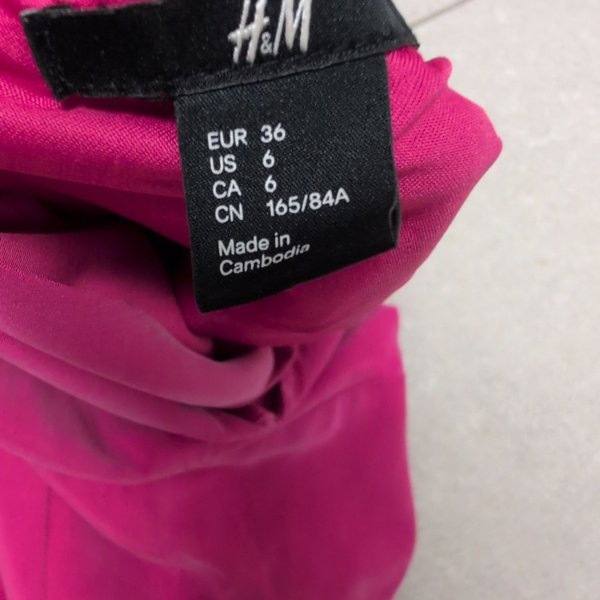 H&M
EUR 36
US 6
CA 6
CN 165/84A
Made in
Cambodia